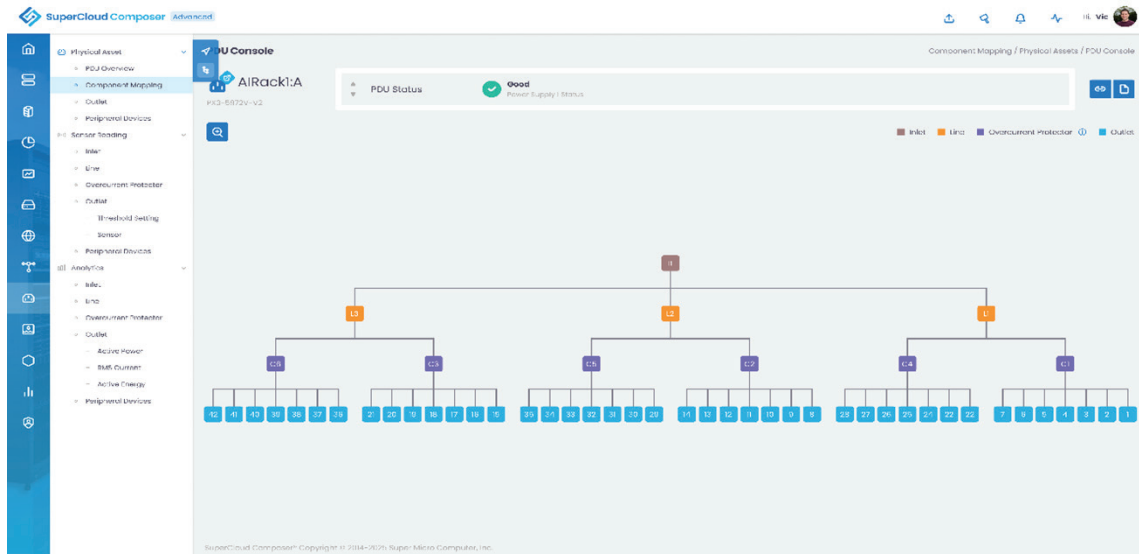 SuperCloud Composer Advanced
Hi, Vic
Physical Asset
PDU Overview
Component Mapping
Outlet
Peripheral Devices
Sensor Reading
Inlet
Line
Overcurrent Protector
Outlet
Threshold Setting
Sensor
Peripheral Devices
Analytics
Inlet
Line
Overcurrent Protector
Outlet
Active Power
RMS Current
Active Energy
Peripheral Devices
PDU Console
Component Mapping / Physical Assets / PDU Console
AIRack1:A
PX3-5872V-V2
PDU Status
Good
Power Supply 1 Status
Inlet Line Overcurrent Protector Outlet
I1
L3 L2 L1
C6 C3 C5 C2 C4 C1
42 41 40 39 38 37 36 21 20 19 18 17 16 15 35 34 33 32 31 30 29 14 13 12 11 10 9 8 28 27 26 25 24 22 22 7 6 5 4 3 2 1
SuperCloud Composer® Copyright © 2014-2025 Super Micro Computer, Inc.